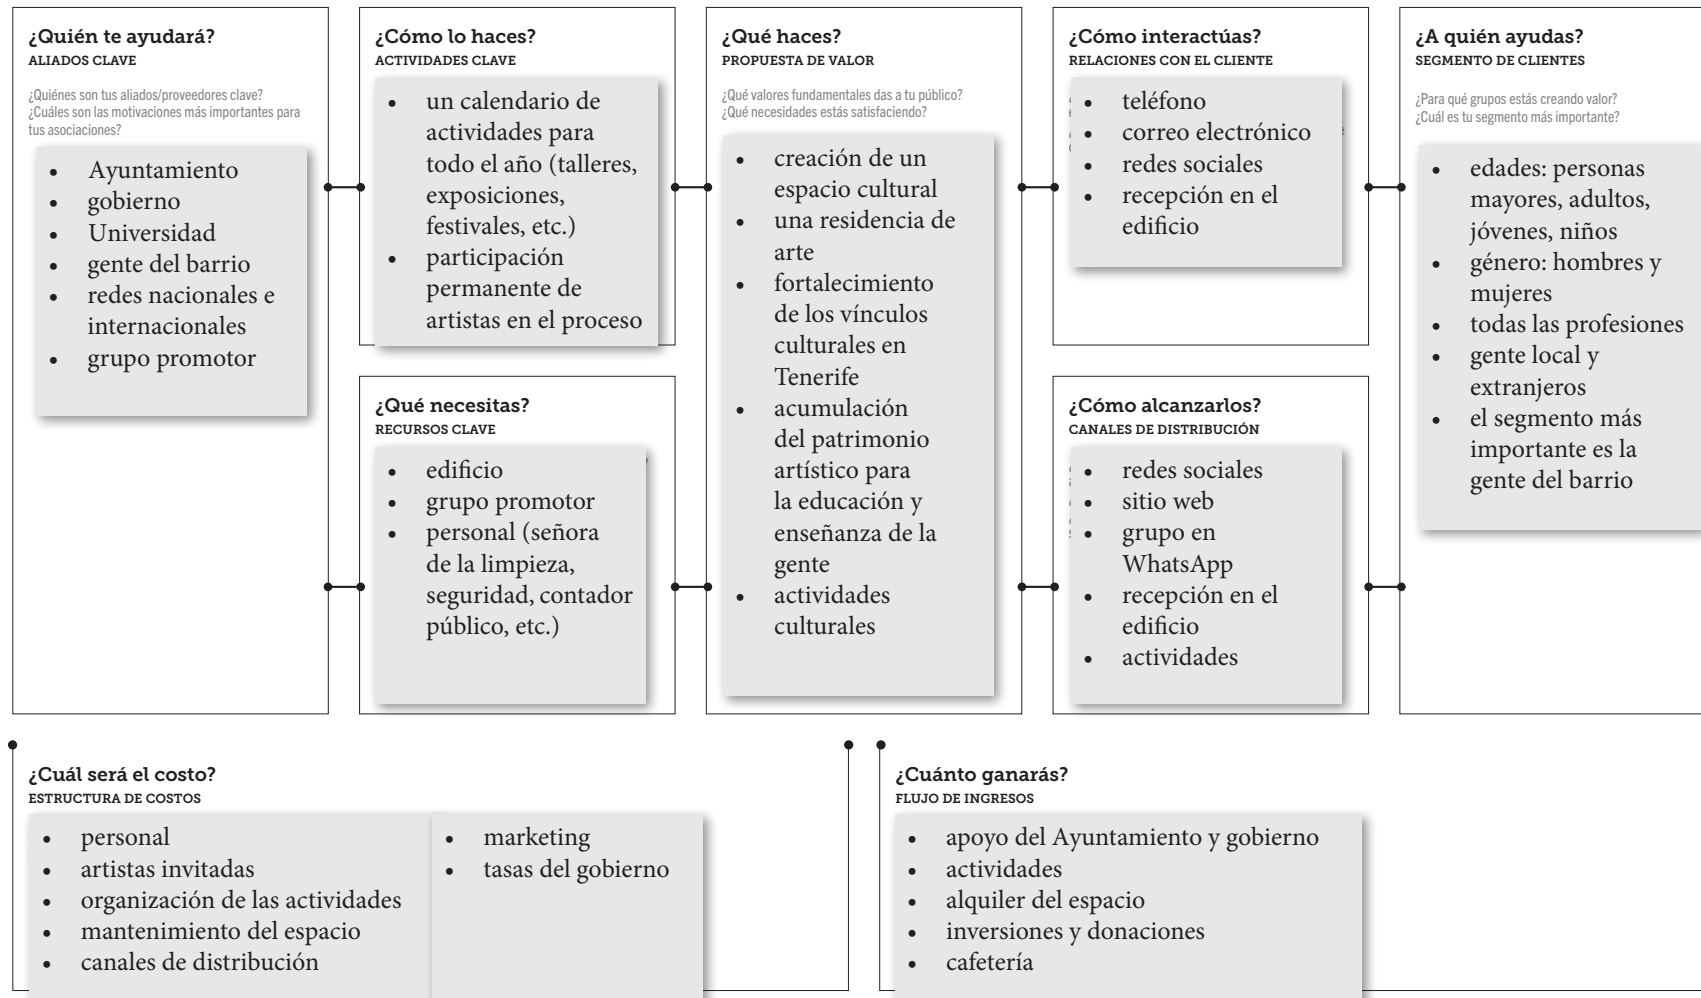 ¿Quién te ayudará?
ALIADOS CLAVE
¿Quiénes son tus aliados/proveedores clave?
¿Cuáles son las motivaciones más importantes para
tus asociaciones?
• Ayuntamiento
• gobierno
• Universidad
• gente del barrio
• redes nacionales e
internacionales
• grupo promotor
¿Cómo lo haces?
ACTIVIDADES CLAVE
• un calendario de
actividades para
todo el año (talleres,
exposiciones,
festivales, etc.)
• participación
permanente de
artistas en el proceso
¿Qué necesitas?
RECURSOS CLAVE
• edificio
• grupo promotor
• personal (señora
de la limpieza,
seguridad, contador
público, etc.)
¿Qué haces?
PROPUESTA DE VALOR
¿Qué valores fundamentales das a tu público?
¿Qué necesidades estás satisfaciendo?
• creación de un
espacio cultural
• una residencia de
arte
• fortalecimiento
de los vínculos
culturales en
Tenerife
• acumulación
del patrimonio
artístico para
la educación y
enseñanza de la
gente
• actividades
culturales
¿Cómo interactúas?
RELACIONES CON EL CLIENTE
• teléfono
• correo electrónico
• redes sociales
• recepción en el
edificio
¿Cómo alcanzarlos?
CANALES DE DISTRIBUCIÓN
• redes sociales
• sitio web
• grupo en
WhatsApp
• recepción en el
edificio
• actividades
¿A quién ayudas?
SEGMENTO DE CLIENTES
¿Para qué grupos estás creando valor?
¿Cuál es tu segmento más importante?
• edades: personas
mayores, adultos,
jóvenes, niños
• género: hombres y
mujeres
• todas las profesiones
• gente local y
extranjeros
• el segmento más
importante es la
gente del barrio
¿Cuál será el costo?
ESTRUCTURA DE COSTOS
• personal
• artistas invitadas
• organización de las actividades
• mantenimiento del espacio
• canales de distribución
• marketing
• tasas del gobierno
¿Cuánto ganarás?
FLUJO DE INGRESOS
• apoyo del Ayuntamiento y gobierno
• actividades
• alquiler del espacio
• inversiones y donaciones
• cafetería